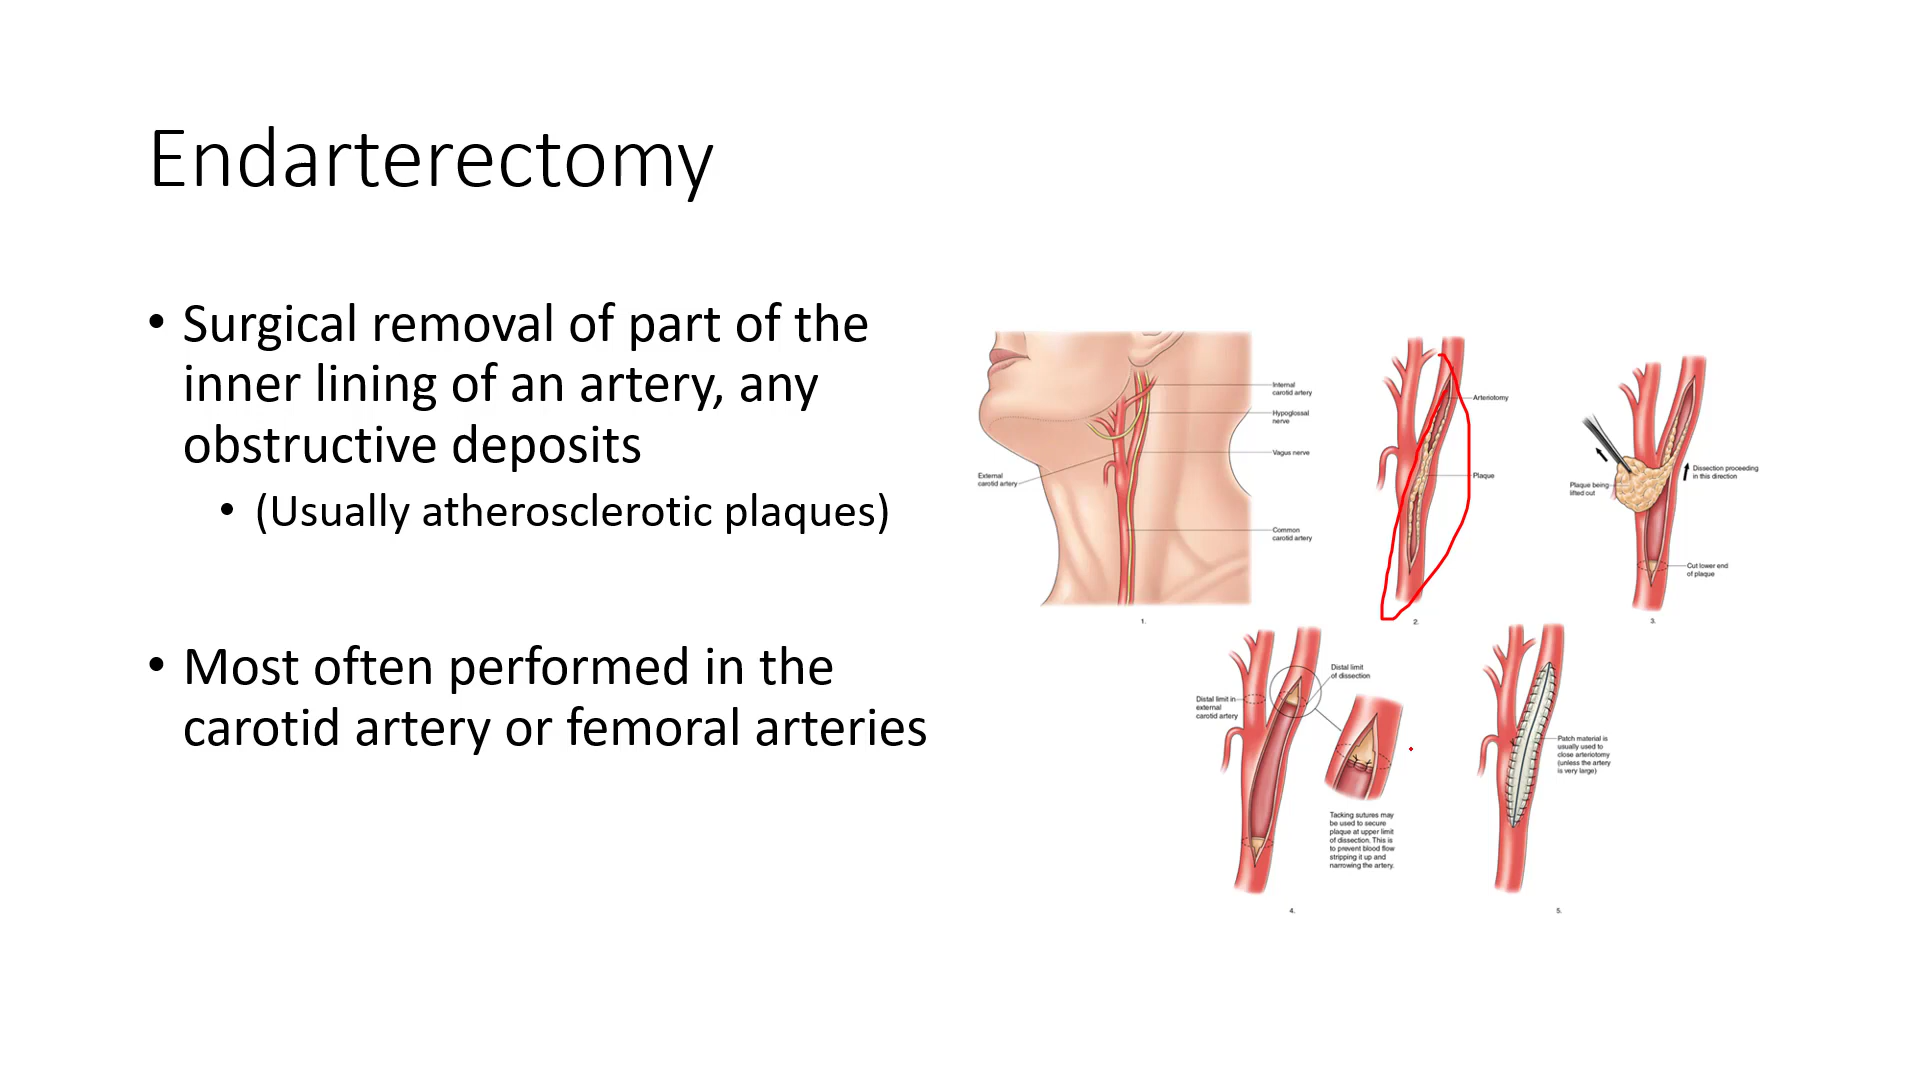 Endarterectomy
• Surgical removal of part of the
inner lining of an artery, any
obstructive deposits
• (Usually atherosclerotic plaques)
• Most often performed in the
carotid artery or femoral arteries
Internal
carotid artery
Hypoglossal
nerve
Vagus nerve
External
carotid artery
Common
carotid artery
1.
Arteriotomy
Plaque
2.
Plaque being
lifted out
Dissection proceeding
in this direction
Cut lower end
of plaque
3.
Distal limit
of dissection
Distal limit in
external
carotid artery
Tacking sutures may
be used to secure
plaque at upper limit
of dissection. This is
to prevent blood flow
stripping it up and
narrowing the artery.
4.
Patch material is
usually used to
close arteriotomy
(unless the artery
is very large)
5.